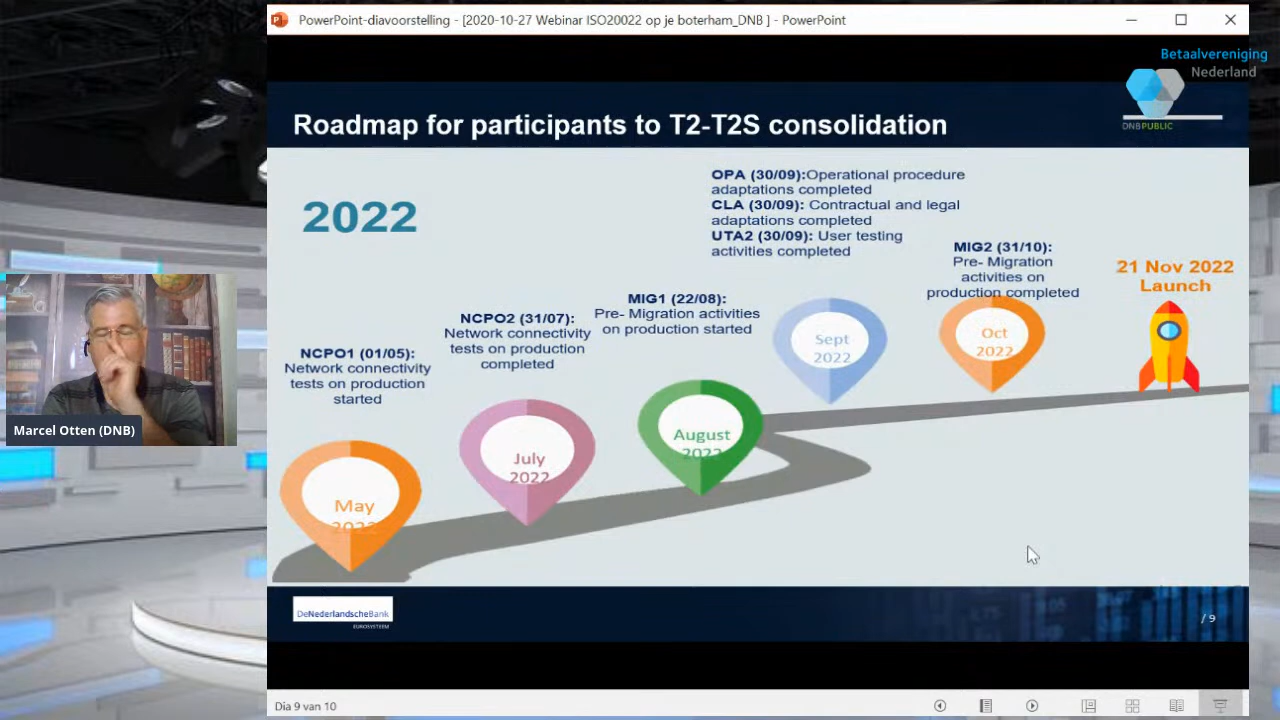 PowerPoint-diavoorstelling - [2020-10-27 Webinar ISO20022 op je boterham_DNB ] - PowerPoint
Betaalvereniging
Nederland
DNBPUBLIC
Roadmap for participants to T2-T2S consolidation
2022
OPA (30/09):Operational procedure
adaptations completed
CLA (30/09): Contractual and legal
adaptations completed
UTA2 (30/09): User testing
activities completed
MIG2 (31/10):
Pre- Migration
activities on
production completed
21 Nov 2022
Launch
MIG1 (22/08):
Pre- Migration activities
on production started
NCPO2 (31/07):
Network connectivity
tests on production
completed
NCPO1 (01/05):
Network connectivity
tests on production
started
May
2022
July
2022
August
2022
Sept
2022
Oct
2022
Marcel Otten (DNB)
DeNederlandscheBank
EUROSYSTEEM
/ 9
Dia 9 van 10